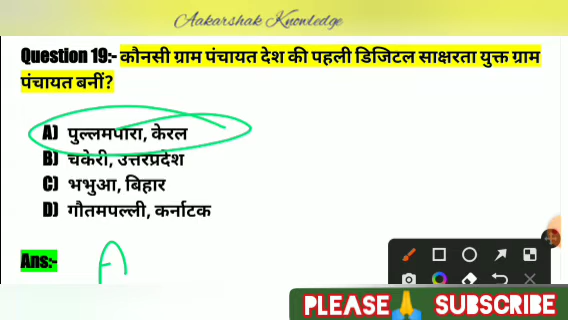 Aakarshak Knowledge
Question 19:- कौनसी ग्राम पंचायत देश की पहली डिजिटल साक्षरता युक्त ग्राम
पंचायत बनीं?
A) पुल्लमपारा, केरल
B) चकेरी, उत्तरप्रदेश
C) भभुआ, बिहार
D) गौतमपल्ली, कर्नाटक
Ans:- A
PLEASE🙏 SUBSCRIBE